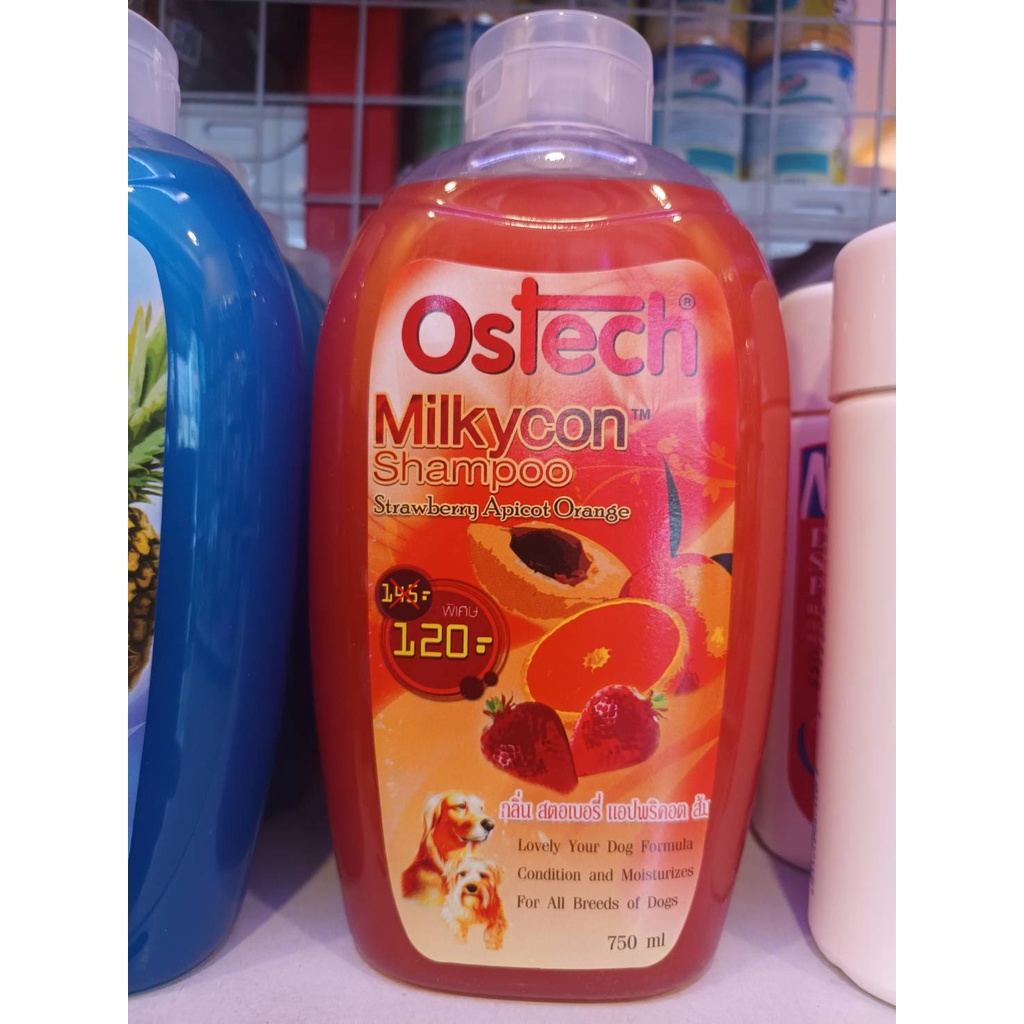 Ostech®
Milkycon™
Shampoo
Strawberry Apicot Orange
145.-
พิเศษ
120.-
กลิ่น สตอเบอรี่ แอปพริคอต ส้ม
Lovely Your Dog Formula
Condition and Moisturizes
For All Breeds of Dogs
750 ml